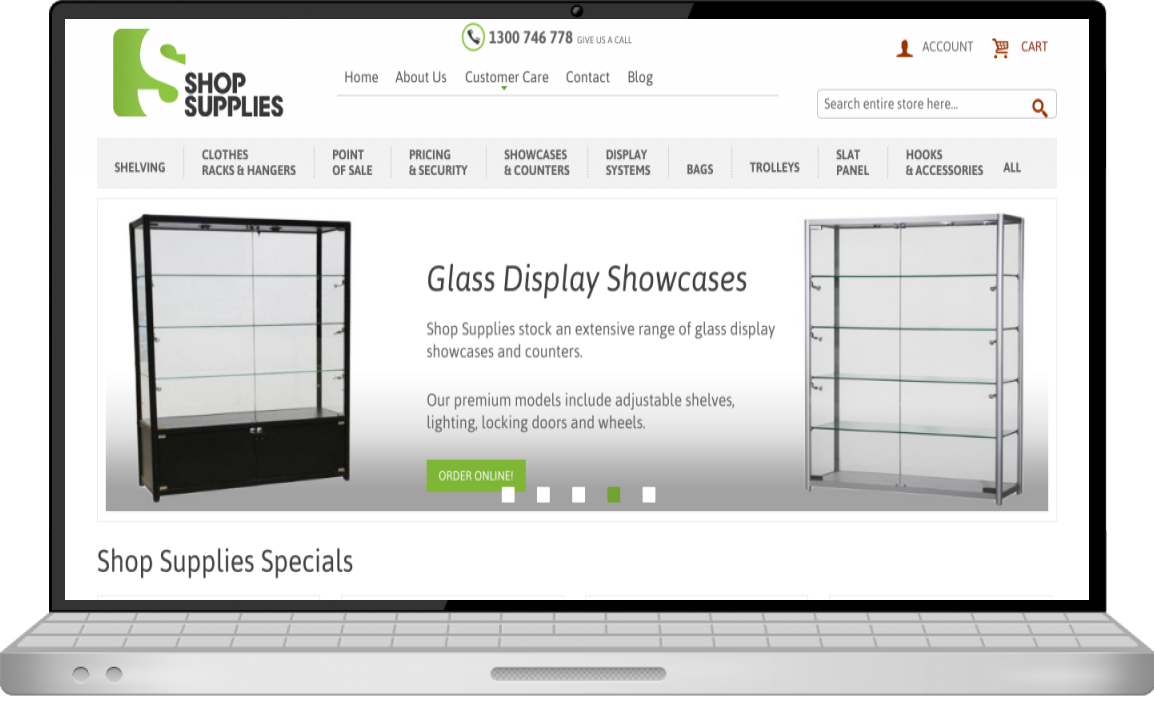 SHOP
SUPPLIES
1300 746 778 GIVE US A CALL
ACCOUNT
CART
Home
About Us
Customer Care
Contact
Blog
Search entire store here...
SHELVING
CLOTHES
RACKS & HANGERS
POINT
OF SALE
PRICING
& SECURITY
SHOWCASES
& COUNTERS
DISPLAY
SYSTEMS
BAGS
TROLLEYS
SLAT
PANEL
HOOKS
& ACCESSORIES
ALL
Glass Display Showcases
Shop Supplies stock an extensive range of glass display
showcases and counters.
Our premium models include adjustable shelves,
lighting, locking doors and wheels.
ORDER ONLINE!
Shop Supplies Specials